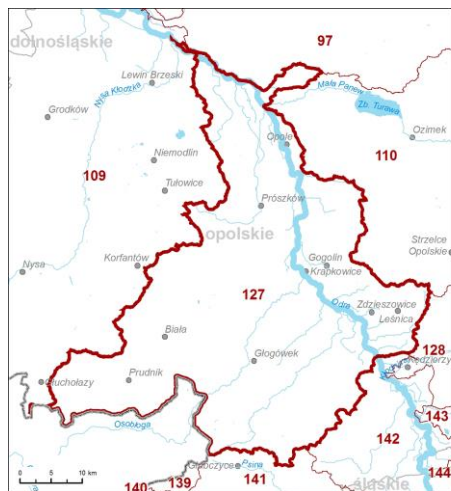 97
dolnośląskie
Lewin Brzeski
Nysa Kłodzka
Mała Panew
Zb. Turawa
Grodków
Ozimek
Opole
Niemodlin
110
109
Tułowice
Prószków
opolskie
Strzelce
Opolskie
Nysa
Korfantów
Gogolin
Krapkowice
127
Odra
Zdzieszowice
Leśnica
Biała
128
Głogówek
Prudnik
Głuchołazy
143
Osobłoga
142
Głubczyce
Psina
139
141
144
140
śląskie
0 5 10 km